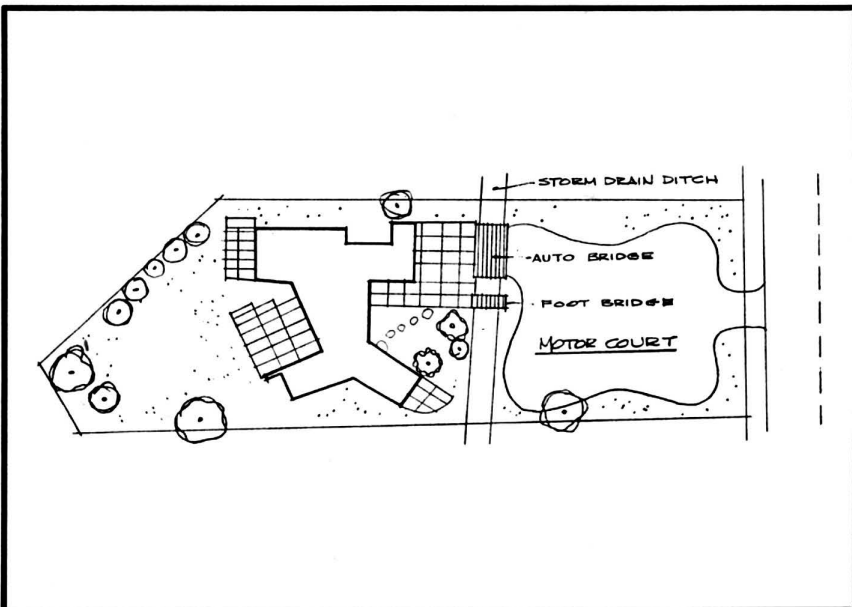 STORM DRAIN DITCH
AUTO BRIDGE
FOOT BRIDGE
MOTOR COURT